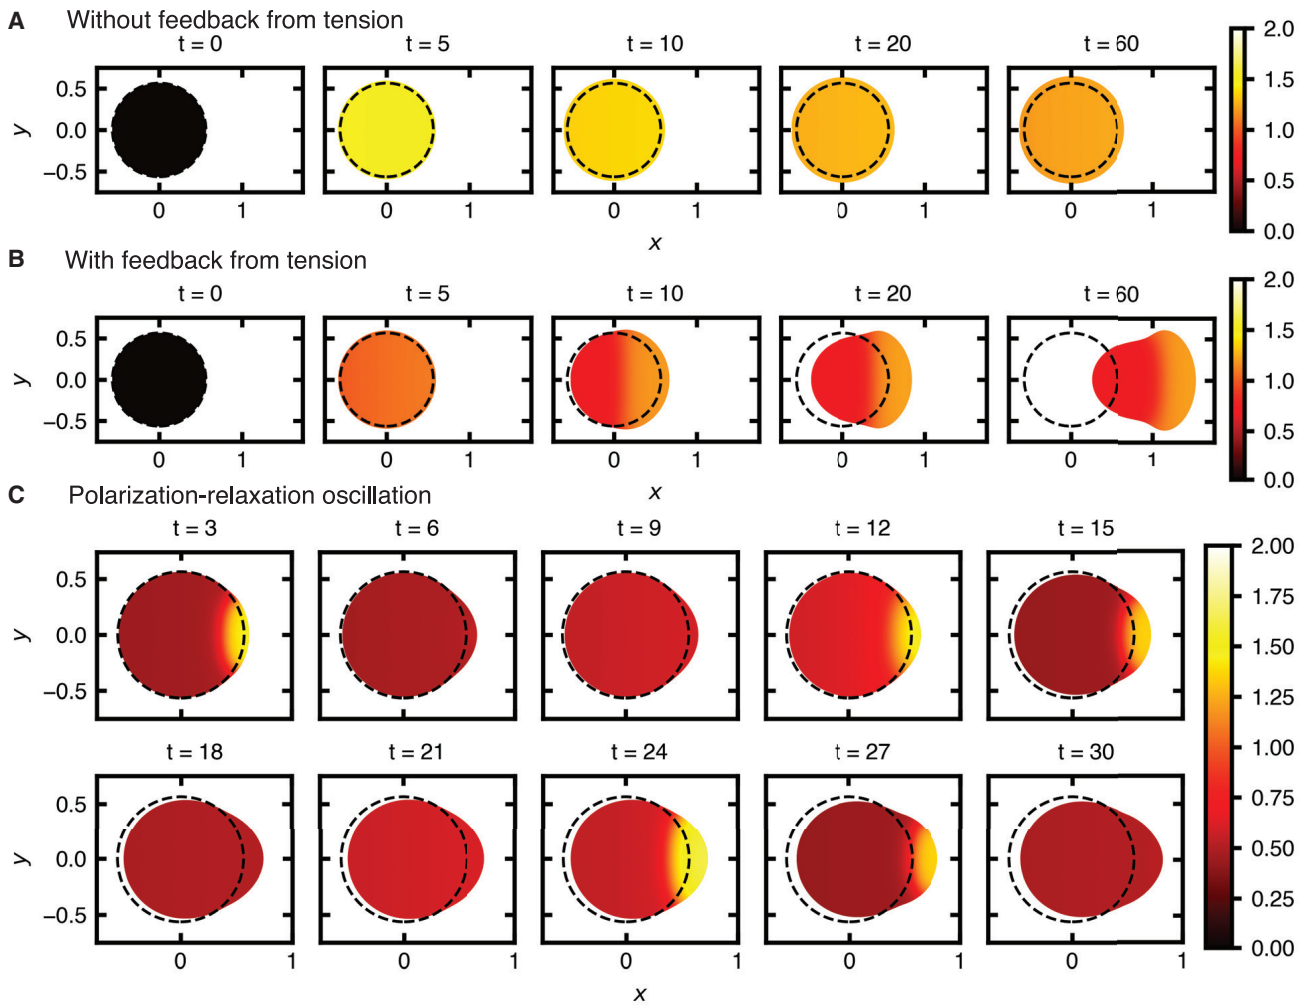 A Without feedback from tension
t = 0 t = 5 t = 10 t = 20 t = 60
2.0
1.5
1.0
0.5
0.0
0.5
0.0
−0.5
y
0 1 0 1 0 1 0 1 0 1
x
B With feedback from tension
t = 0 t = 5 t = 10 t = 20 t = 60
2.0
1.5
1.0
0.5
0.0
0.5
0.0
−0.5
y
0 1 0 1 0 1 0 1 0 1
x
C Polarization-relaxation oscillation
t = 3 t = 6 t = 9 t = 12 t = 15
0.5
0.0
−0.5
y
2.00
1.75
1.50
1.25
1.00
0.75
0.50
0.25
0.00
t = 18 t = 21 t = 24 t = 27 t = 30
0.5
0.0
−0.5
y
0 1 0 1 0 1 0 1 0 1
x